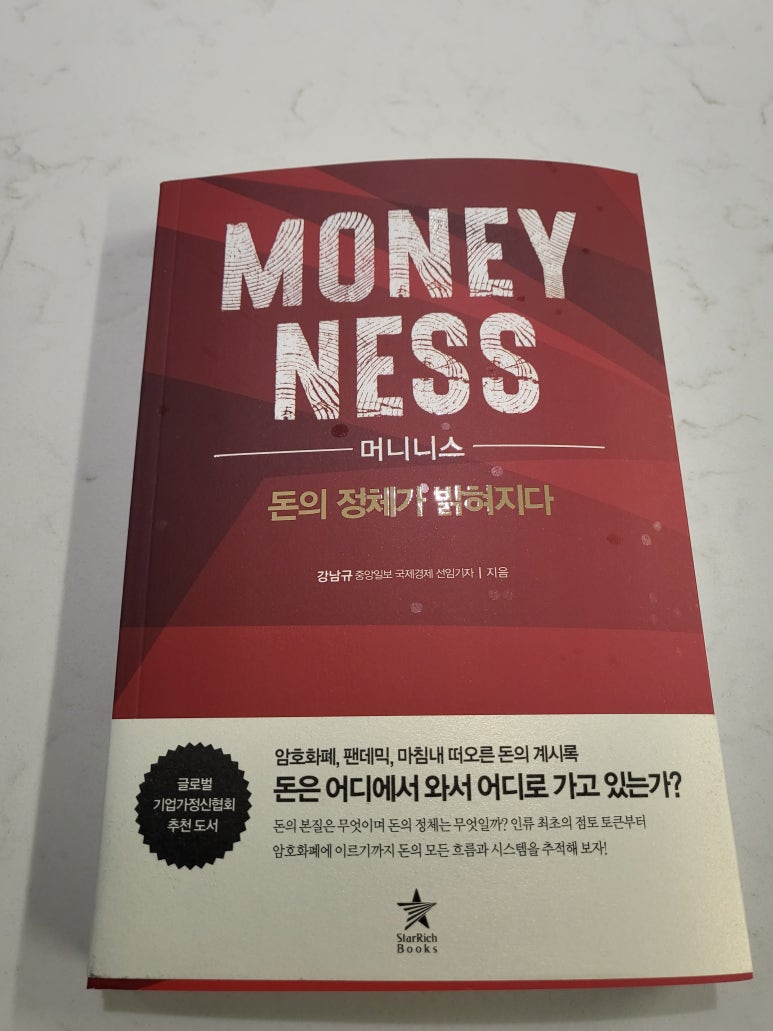 MONEY
NESS
머니니스
돈의 정체가 밝혀지다
강남규 중앙일보 국제경제 선임기자 | 지음
암호화폐, 팬데믹, 마침내 떠오른 돈의 계시록
돈은 어디에서 와서 어디로 가고 있는가?
돈의 본질은 무엇이며 돈의 정체는 무엇일까? 인류 최초의 점토 토큰부터
암호화폐에 이르기까지 돈의 모든 흐름과 시스템을 추적해 보자!
글로벌
기업가정신협회
추천 도서
StarRich
Books